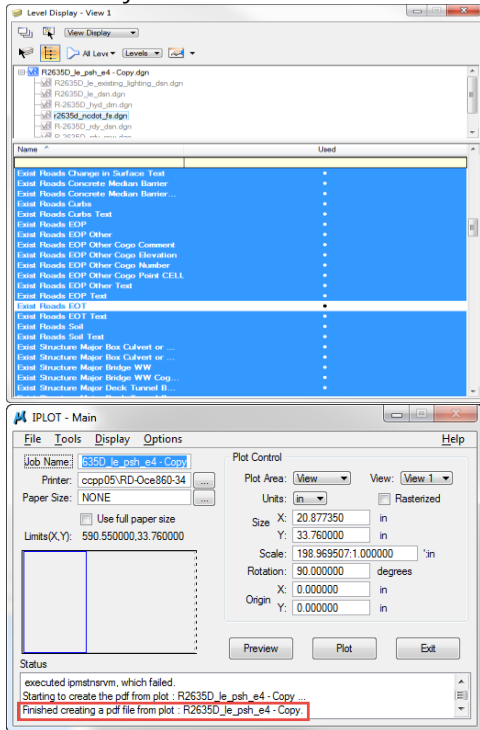 Level Display - View 1
View Display
All Leve Levels
R2635D_le_psh_e4 - Copy.dgn
R2635D_le_existing_lighting_dsn.dgn
R2635D_le_dsn.dgn
R-2635D_hyd_drn.dgn
r2635d_ncdot_fs.dgn
R-2635D_rdy_dsn.dgn
Name Used
Exist Roads Change in Surface Text
Exist Roads Concrete Median Barrier
Exist Roads Concrete Median Barrier...
Exist Roads Curbs
Exist Roads Curbs Text
Exist Roads EOP
Exist Roads EOP Other
Exist Roads EOP Other Cogo Comment
Exist Roads EOP Other Cogo Elevation
Exist Roads EOP Other Cogo Number
Exist Roads EOP Other Cogo Point CELL
Exist Roads EOP Other Text
Exist Roads EOP Text
Exist Roads EOT
Exist Roads EOT Text
Exist Roads Soil
Exist Roads Soil Text
Exist Structure Major Box Culvert or ...
Exist Structure Major Box Culvert or ...
Exist Structure Major Bridge WW
Exist Structure Major Bridge WW Cog...
Exist Structure Major Deck Tunnel B...
IPLOT - Main
File Tools Display Options Help
Job Name: 635D_le_psh_e4 - Copy
Printer: ccpp05\RD-Oce860-34 ...
Paper Size: NONE ...
Use full paper size
Limits(X,Y): 590.550000,33.760000
Plot Control
Plot Area: View View: View 1
Units: in Rasterized
Size X: 20.877350 in
Y: 33.760000 in
Scale: 198.969507:1.000000 ':in
Rotation: 90.000000 degrees
Origin X: 0.000000 in
Y: 0.000000 in
Preview Plot Exit
Status
executed ipmstnsrvm, which failed.
Starting to create the pdf from plot : R2635D_le_psh_e4 - Copy ...
Finished creating a pdf file from plot : R2635D_le_psh_e4 - Copy.